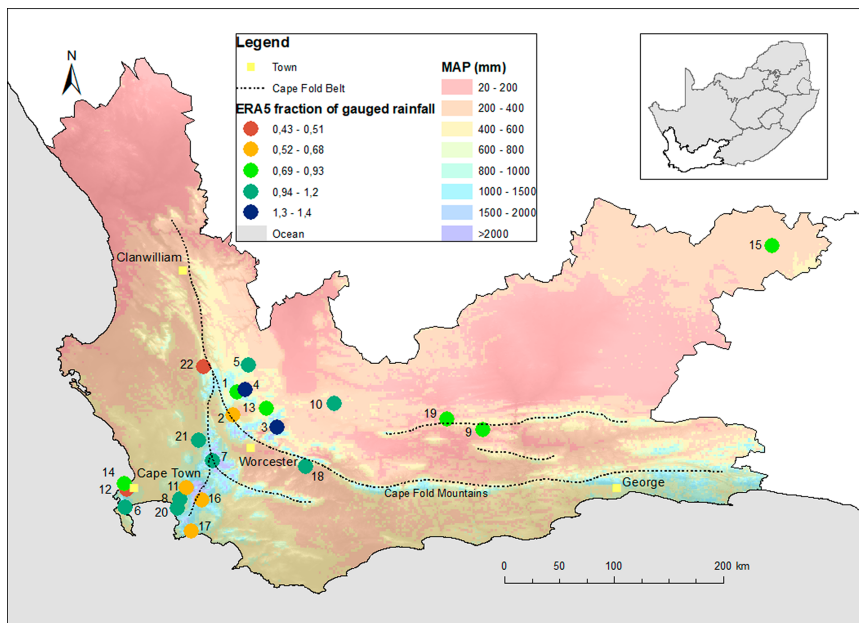 N
Legend
Town
Cape Fold Belt
ERA5 fraction of gauged rainfall
0,43 - 0,51
0,52 - 0,68
0,69 - 0,93
0,94 - 1,2
1,3 - 1,4
Ocean
MAP (mm)
20 - 200
200 - 400
400 - 600
600 - 800
800 - 1000
1000 - 1500
1500 - 2000
>2000
15
Clanwilliam
22
5
1
4
13
2
3
10
19
9
21
7
Worcester
18
14
Cape Town
12
11
8
16
6
20
17
Cape Fold Mountains
George
0
50
100
200 km